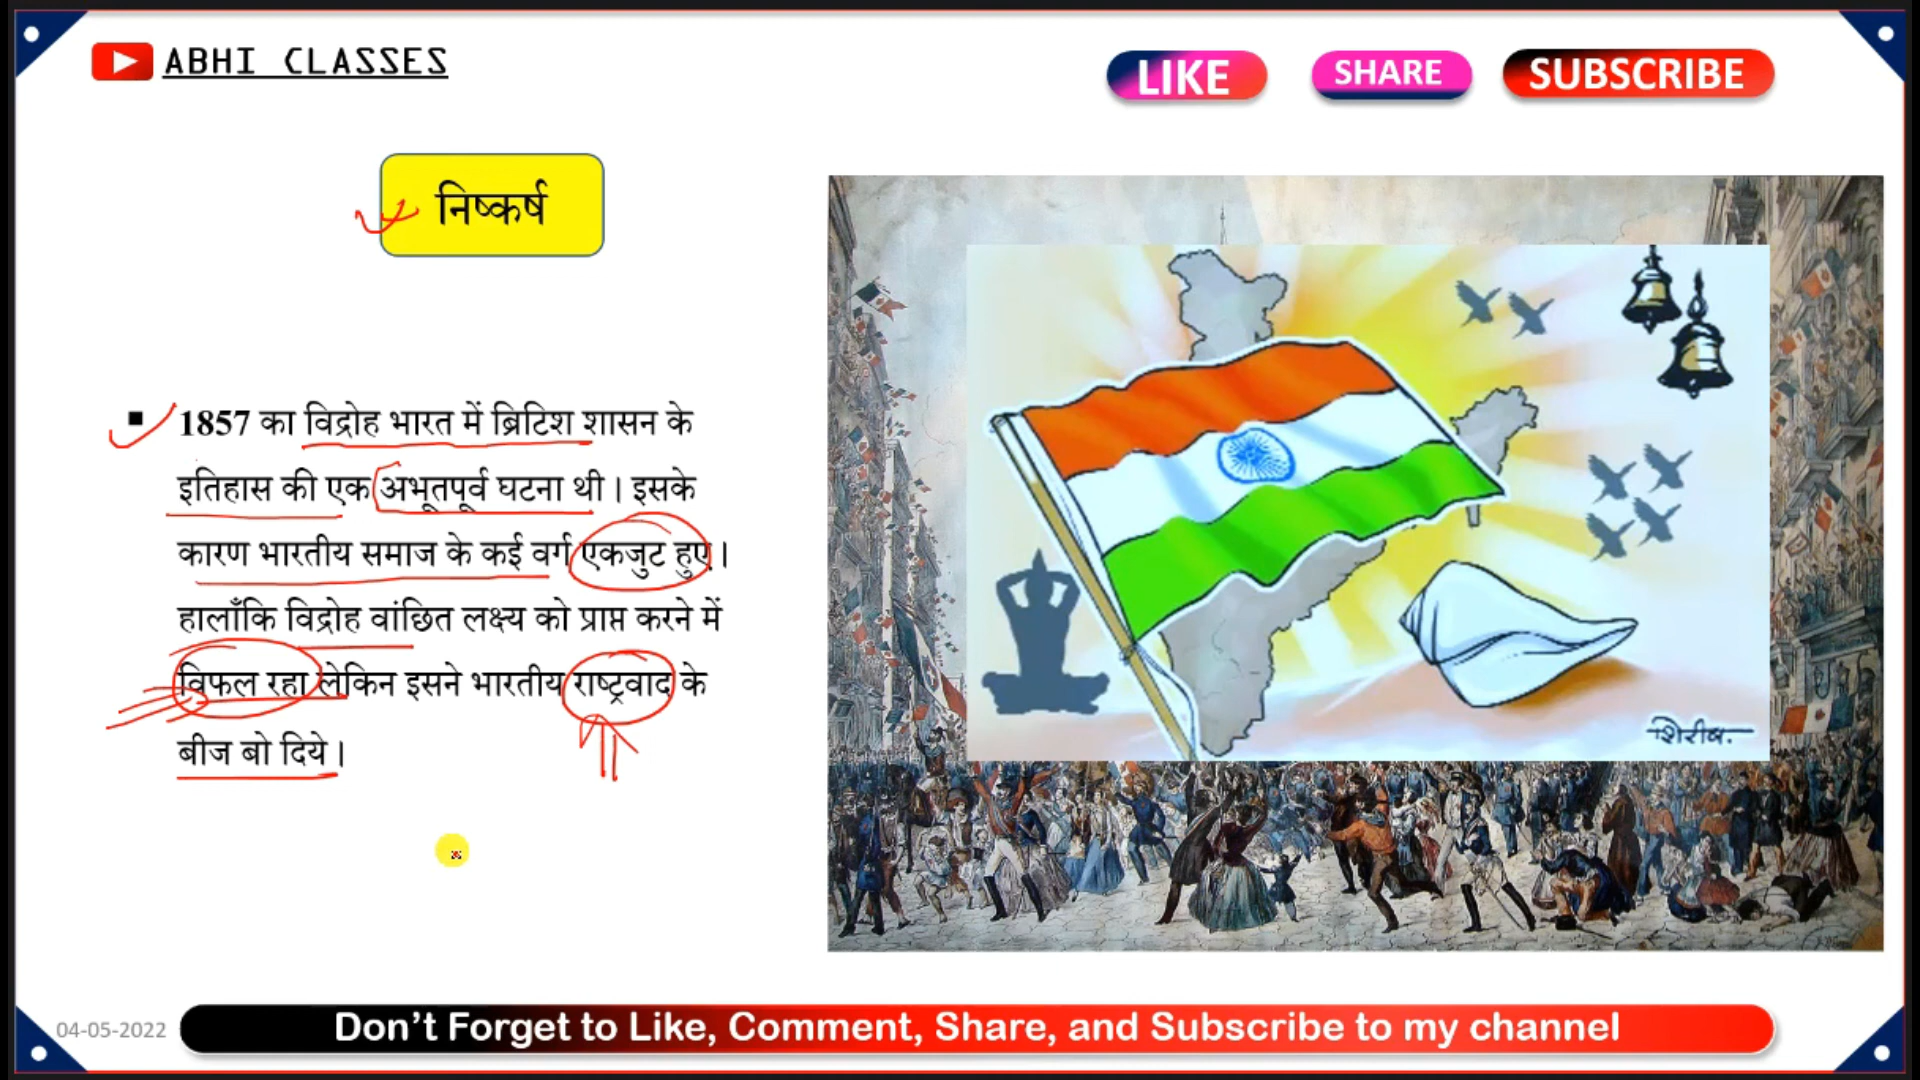 ABHI CLASSES
LIKE
SHARE
SUBSCRIBE
निष्कर्ष
1857 का विद्रोह भारत में ब्रिटिश शासन के
इतिहास की एक अभूतपूर्व घटना थी। इसके
कारण भारतीय समाज के कई वर्ग एकजुट हुए।
हालाँकि विद्रोह वांछित लक्ष्य को प्राप्त करने में
विफल रहा लेकिन इसने भारतीय राष्ट्रवाद के
बीज बो दिये।
शिरीष.
04-05-2022
Don’t Forget to Like, Comment, Share, and Subscribe to my channel